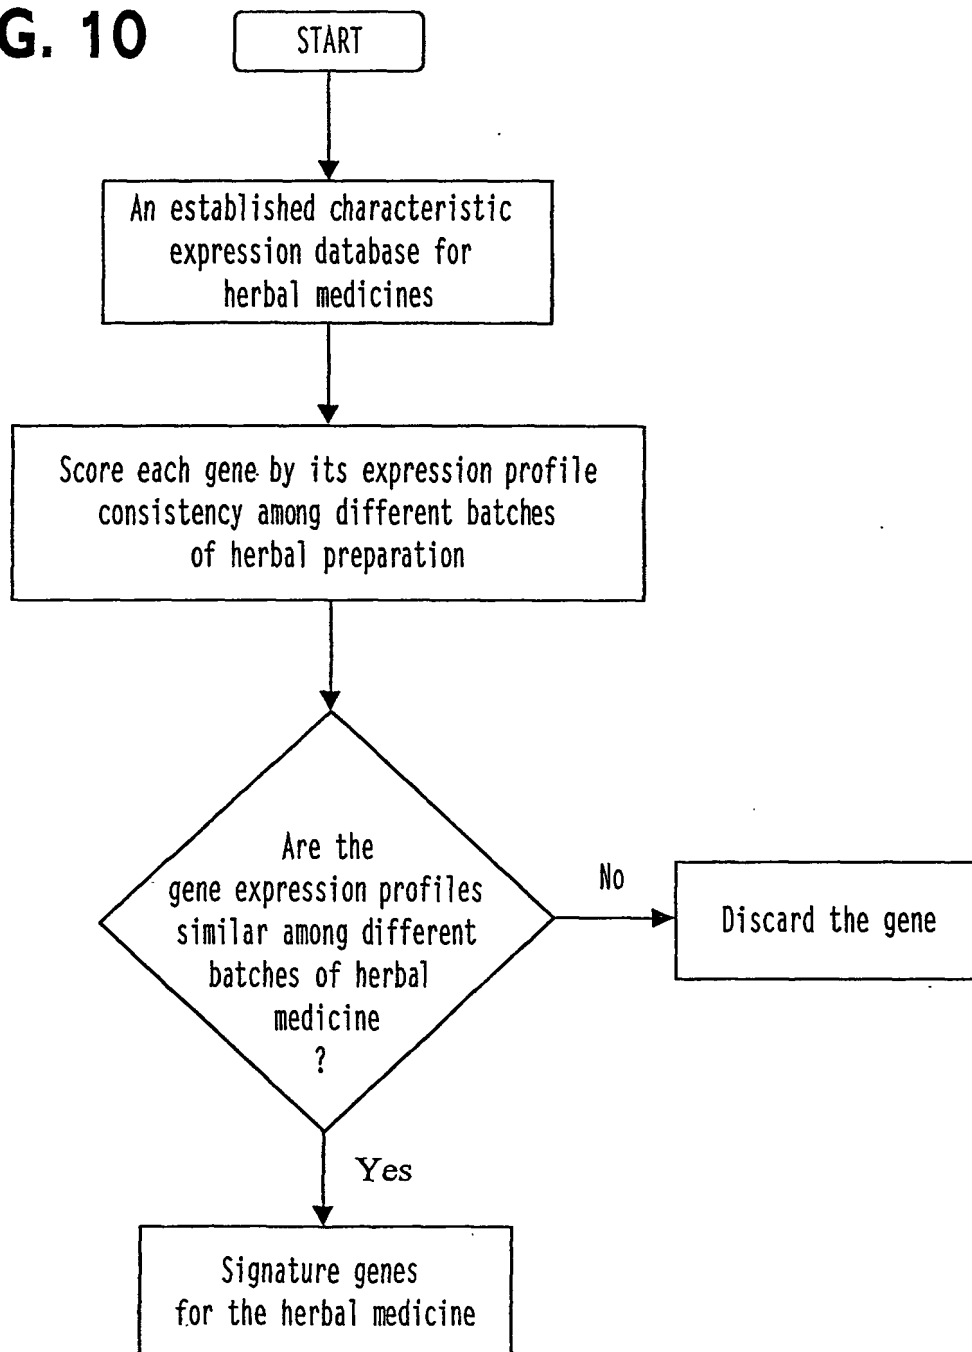 G. 10
START
An established characteristic
expression database for
herbal medicines
Score each gene by its expression profile
consistency among different batches
of herbal preparation
Are the
gene expression profiles
similar among different
batches of herbal
medicine
?
No
Discard the gene
Yes
Signature genes
for the herbal medicine